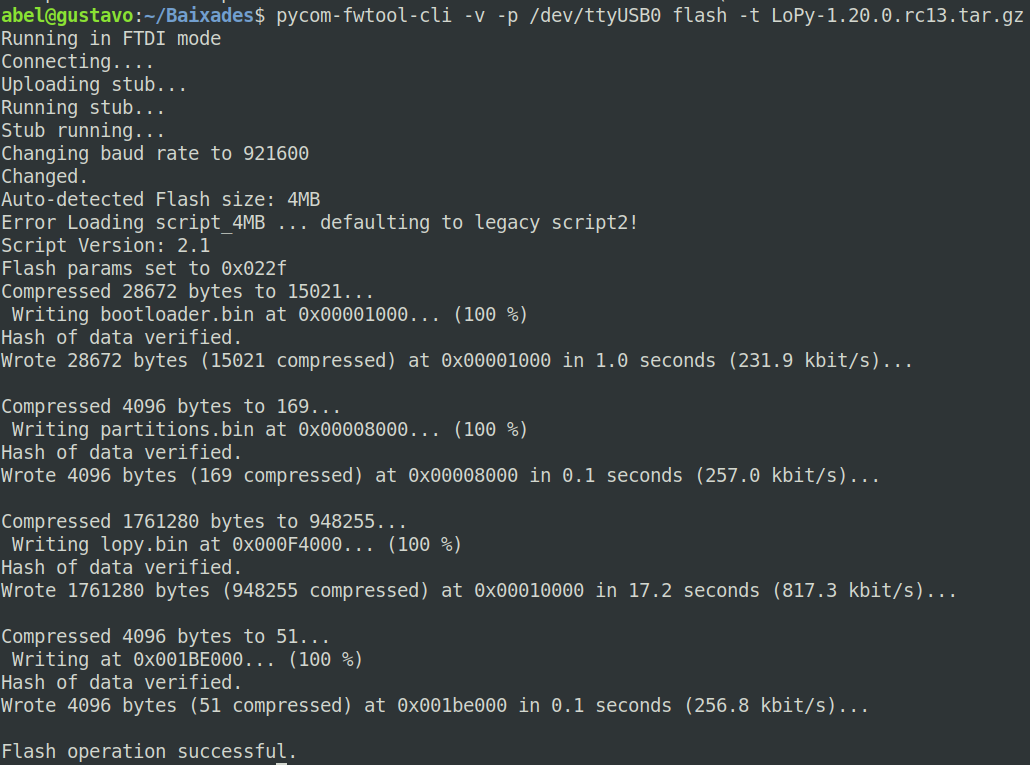 abel@gustavo:~/Baixades$ pycom-fwtool-cli -v -p /dev/ttyUSB0 flash -t LoPy-1.20.0.rc13.tar.gz
Running in FTDI mode
Connecting....
Uploading stub...
Running stub...
Stub running...
Changing baud rate to 921600
Changed.
Auto-detected Flash size: 4MB
Error Loading script_4MB ... defaulting to legacy script2!
Script Version: 2.1
Flash params set to 0x022f
Compressed 28672 bytes to 15021...
 Writing bootloader.bin at 0x00001000... (100 %)
Hash of data verified.
Wrote 28672 bytes (15021 compressed) at 0x00001000 in 1.0 seconds (231.9 kbit/s)...

Compressed 4096 bytes to 169...
 Writing partitions.bin at 0x00008000... (100 %)
Hash of data verified.
Wrote 4096 bytes (169 compressed) at 0x00008000 in 0.1 seconds (257.0 kbit/s)...

Compressed 1761280 bytes to 948255...
 Writing lopy.bin at 0x000F4000... (100 %)
Hash of data verified.
Wrote 1761280 bytes (948255 compressed) at 0x00010000 in 17.2 seconds (817.3 kbit/s)...

Compressed 4096 bytes to 51...
 Writing at 0x001BE000... (100 %)
Hash of data verified.
Wrote 4096 bytes (51 compressed) at 0x001be000 in 0.1 seconds (256.8 kbit/s)...

Flash operation successful.